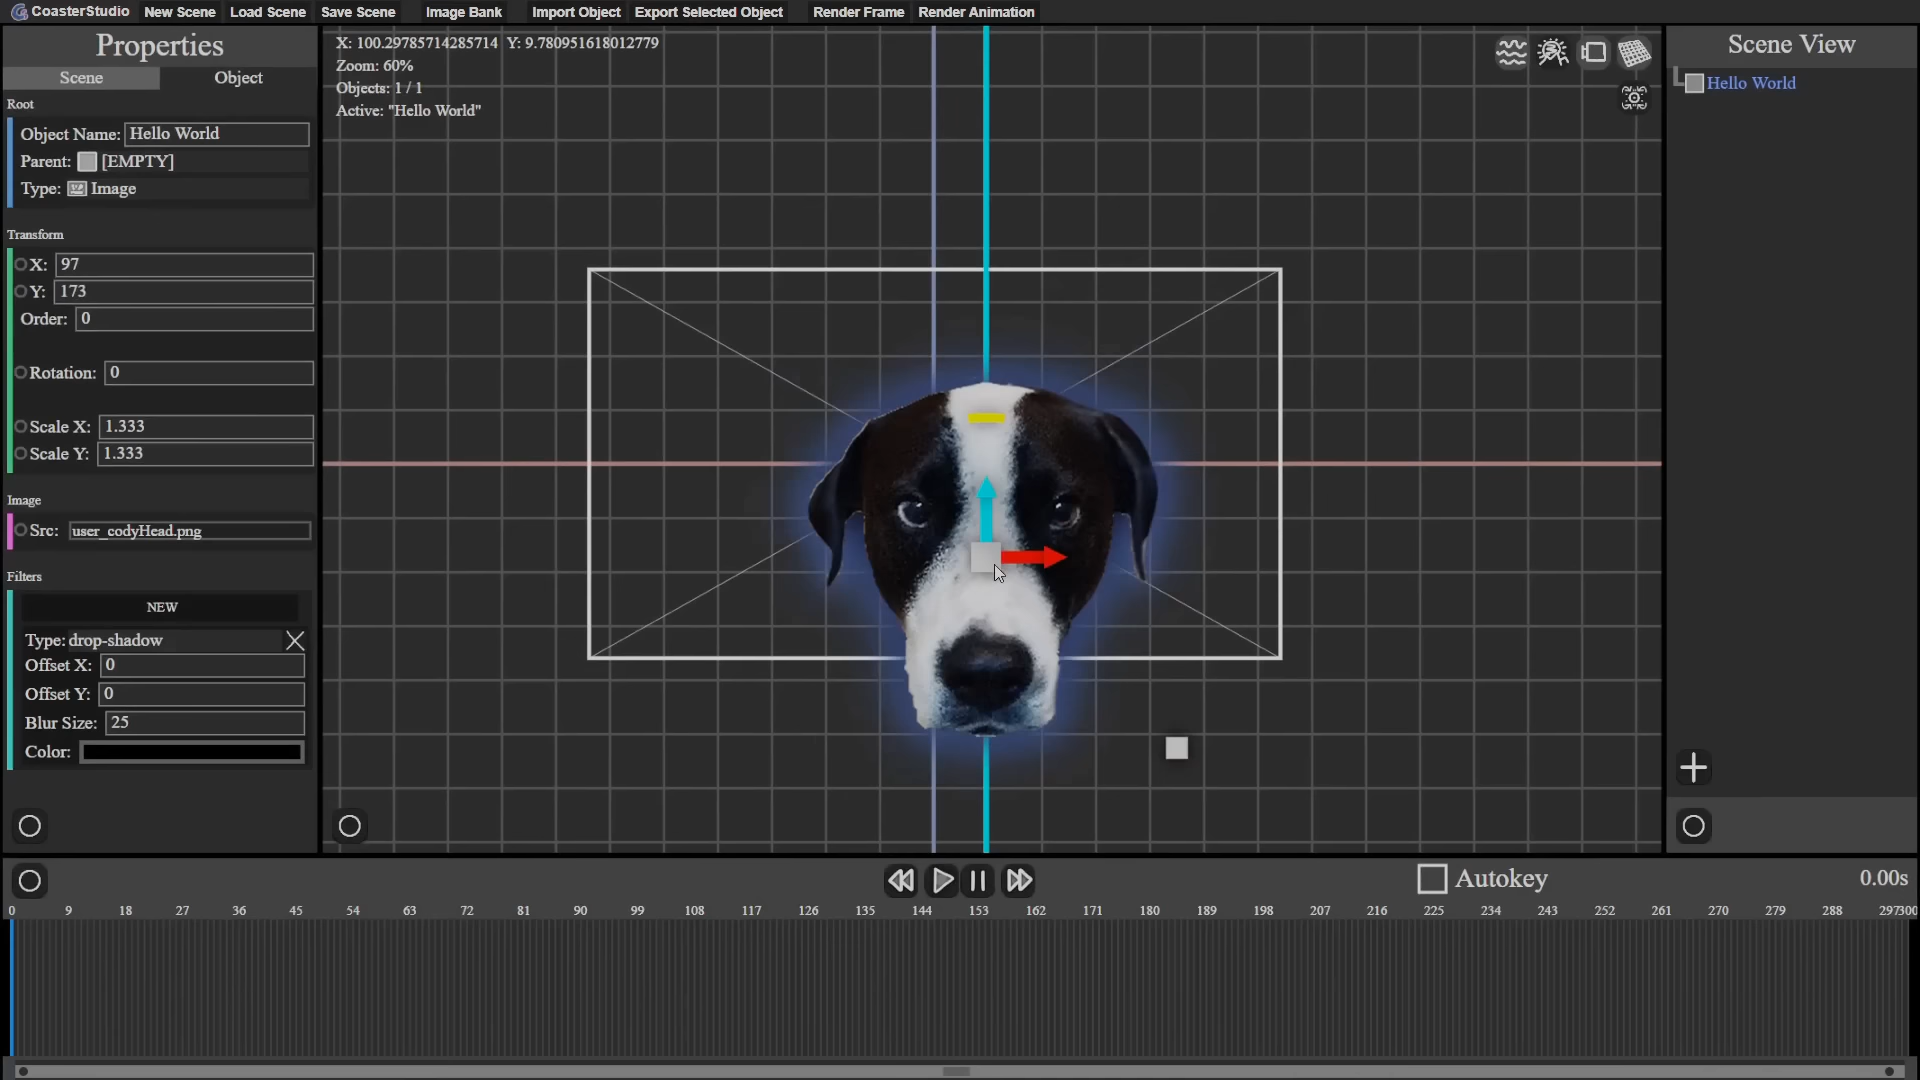 CoasterStudio New Scene Load Scene Save Scene Image Bank Import Object Export Selected Object Render Frame Render Animation
Properties
Scene Object
Root
Object Name: Hello World
Parent: [EMPTY]
Type: Image
Transform
X: 97
Y: 173
Order: 0
Rotation: 0
Scale X: 1.333
Scale Y: 1.333
Image
Src: user_codyHead.png
Filters
NEW
Type: drop-shadow
Offset X: 0
Offset Y: 0
Blur Size: 25
Color:
X: 100.29785714285714 Y: 9.780951618012779
Zoom: 60%
Objects: 1 / 1
Active: "Hello World"
Scene View
Hello World
Autokey
0.00s
0 9 18 27 36 45 54 63 72 81 90 99 108 117 126 135 144 153 162 171 180 189 198 207 216 225 234 243 252 261 270 279 288 297 300